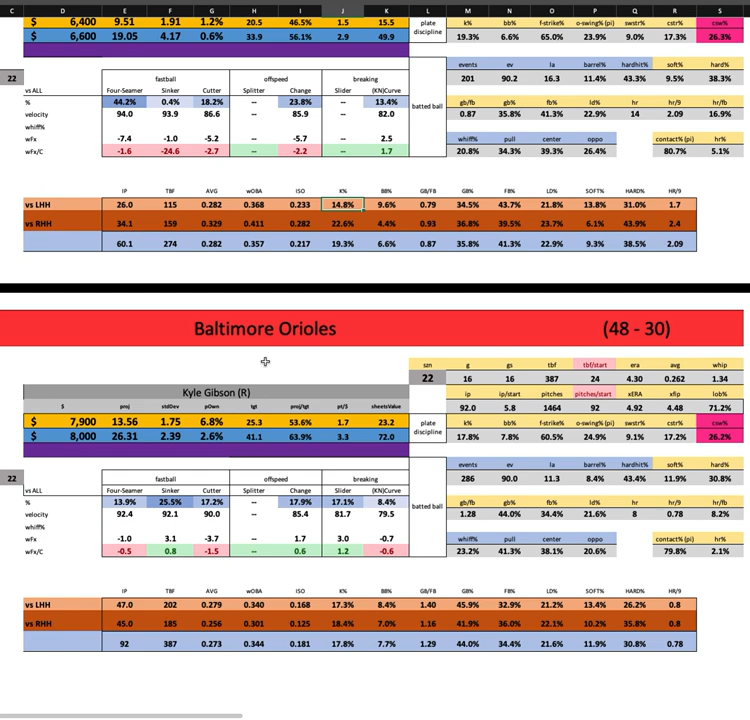 C D E F G H I J K L M N O P Q R S
$ 6,400 9.51 1.91 1.2% 20.5 46.5% 1.5 15.5 plate discipline k% bb% f-strike% o-swing% (pi) swstr% cstr% csw%
$ 6,600 19.05 4.17 0.6% 33.9 56.1% 2.9 49.9 19.3% 6.6% 65.0% 23.9% 9.0% 17.3% 26.3%
events ev la barrel% hardhit% soft% hard%
22 fastball offspeed breaking 201 90.2 16.3 11.4% 43.3% 9.5% 38.3%
vs ALL Four-Seamer Sinker Cutter Splitter Change Slider (KN)Curve
% 44.2% 0.4% 18.2% -- 23.8% -- 13.4% batted ball gb/fb gb% fb% ld% hr hr/9 hr/fb
velocity 94.0 93.9 86.6 -- 85.9 -- 82.0 0.87 35.8% 41.3% 22.9% 14 2.09 16.9%
whiff%
wFx -7.4 -1.0 -5.2 -- -5.7 -- 2.5 whiff% pull center oppo contact% (pi) hr%
wFx/C -1.6 -24.6 -2.7 -- -2.2 -- 1.7 20.8% 34.3% 39.3% 26.4% 80.7% 5.1%
IP TBF AVG wOBA ISO K% BB% GB/FB GB% FB% LD% SOFT% HARD% HR/9
vs LHH 26.0 115 0.282 0.368 0.233 14.8% 9.6% 0.79 34.5% 43.7% 21.8% 13.8% 31.0% 1.7
vs RHH 34.1 159 0.329 0.411 0.282 22.6% 4.4% 0.93 36.8% 39.5% 23.7% 6.1% 43.9% 2.4
60.1 274 0.282 0.357 0.217 19.3% 6.6% 0.87 35.8% 41.3% 22.9% 9.3% 38.5% 2.09
Baltimore Orioles (48 - 30)
szn g gs tbf tbf/start era avg whip
22 16 16 387 24 4.30 0.262 1.34
Kyle Gibson (R) ip ip/start pitches pitches/start xERA xfip lob%
$ proj stdDev pOwn tgt proj/tgt pt/$ sheetsValue 92.0 5.8 1464 92 4.92 4.48 71.2%
$ 7,900 13.56 1.75 6.8% 25.3 53.6% 1.7 23.2 plate discipline k% bb% f-strike% o-swing% (pi) swstr% cstr% csw%
$ 8,000 26.31 2.39 2.6% 41.1 63.9% 3.3 72.0 17.8% 7.8% 60.5% 24.9% 9.1% 17.2% 26.2%
events ev la barrel% hardhit% soft% hard%
22 fastball offspeed breaking 286 90.0 11.3 8.4% 43.4% 11.9% 30.8%
vs ALL Four-Seamer Sinker Cutter Splitter Change Slider (KN)Curve
% 13.9% 25.5% 17.2% -- 17.9% 17.1% 8.4% batted ball gb/fb gb% fb% ld% hr hr/9 hr/fb
velocity 92.4 92.1 90.0 -- 85.4 81.7 79.5 1.28 44.0% 34.4% 21.6% 8 0.78 8.2%
whiff%
wFx -1.0 3.1 -3.7 -- 1.7 3.0 -0.7 whiff% pull center oppo contact% (pi) hr%
wFx/C -0.5 0.8 -1.5 -- 0.6 1.2 -0.6 23.2% 41.3% 38.1% 20.6% 79.8% 2.1%
IP TBF AVG wOBA ISO K% BB% GB/FB GB% FB% LD% SOFT% HARD% HR/9
vs LHH 47.0 202 0.279 0.340 0.168 17.3% 8.4% 1.40 45.9% 32.9% 21.2% 13.4% 26.2% 0.8
vs RHH 45.0 185 0.256 0.301 0.125 18.4% 7.0% 1.16 41.9% 36.0% 22.1% 10.2% 35.8% 0.8
92 387 0.273 0.344 0.181 17.8% 7.7% 1.29 44.0% 34.4% 21.6% 11.9% 30.8% 0.78